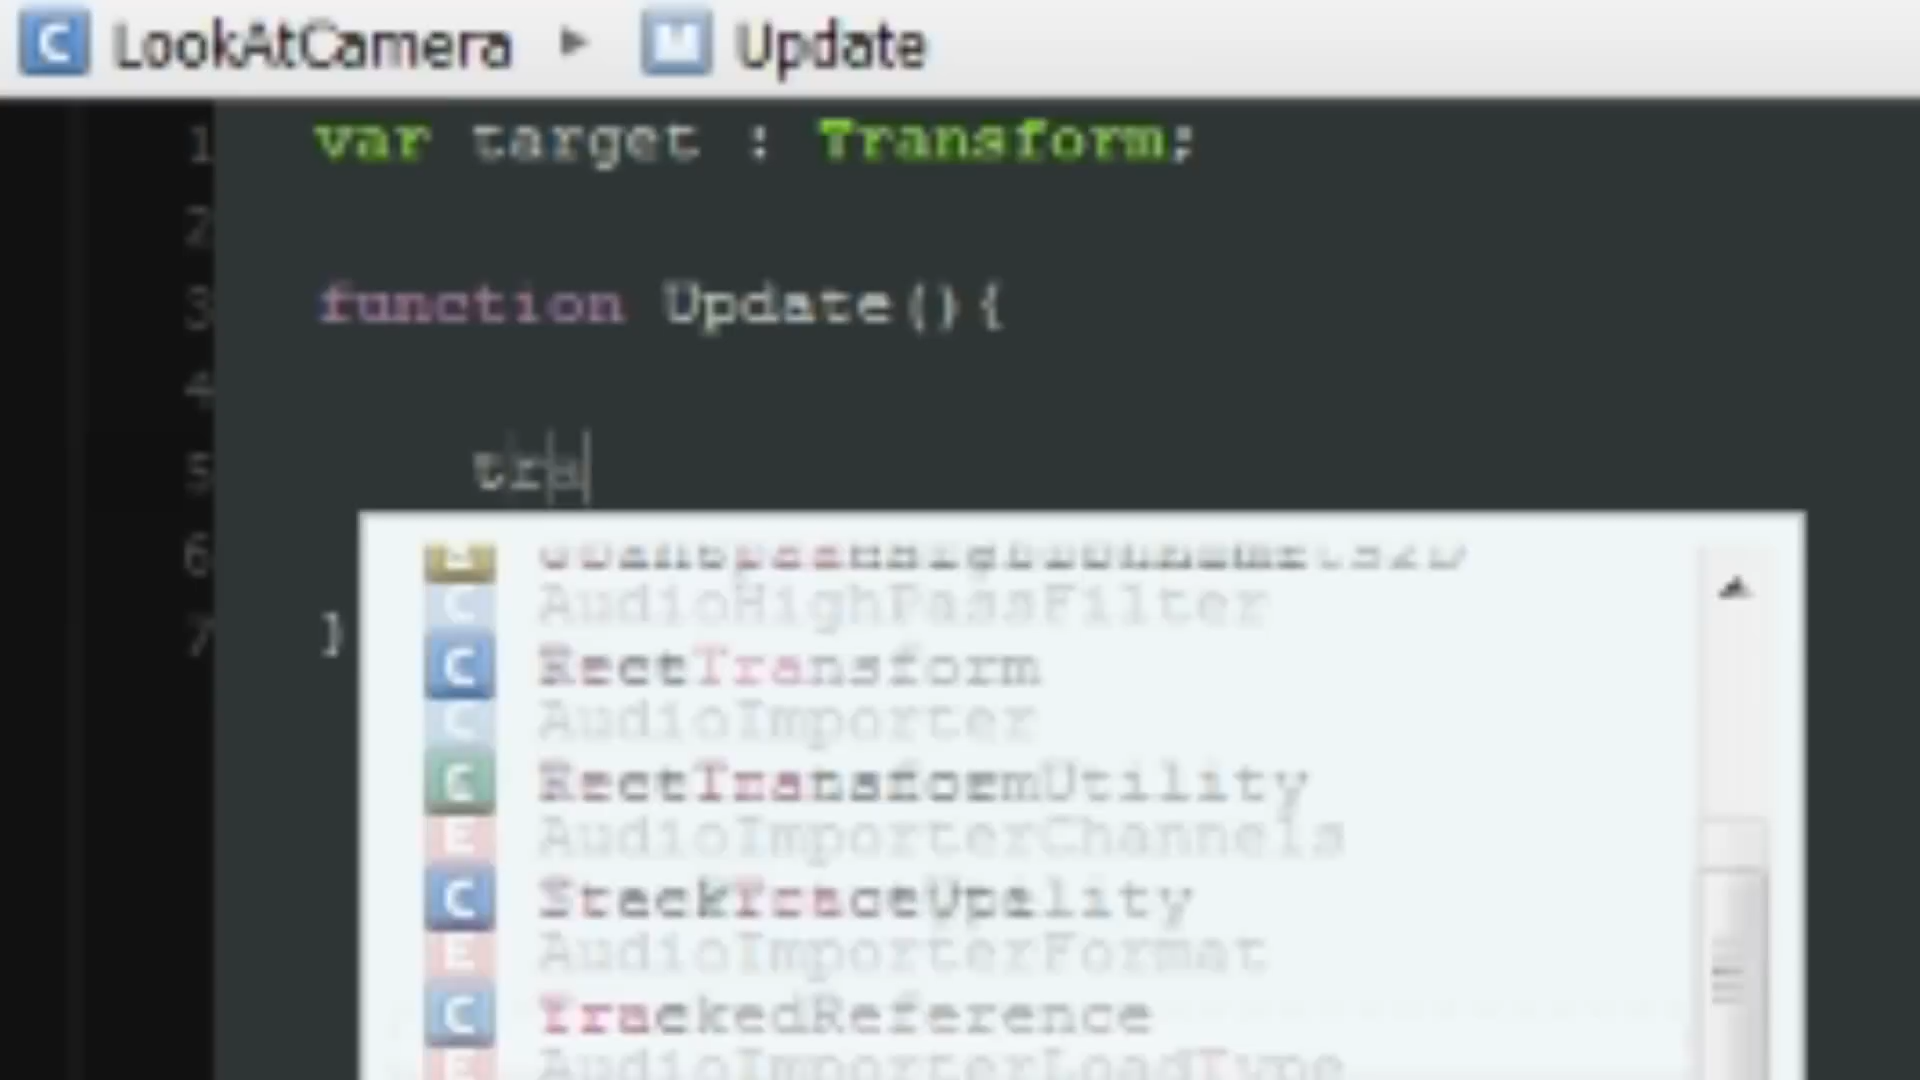 C LookAtCamera ▸ M Update
1 var target : Transform;
2
3 function Update(){
4
5 tra
6
7 }
C AudioHighPassFilter
C RectTransform
C AudioImporter
C RectTransformUtility
E AudioImporterChannels
C
E AudioImporterFormat
C TrackedReference
E AudioImporterLoadType